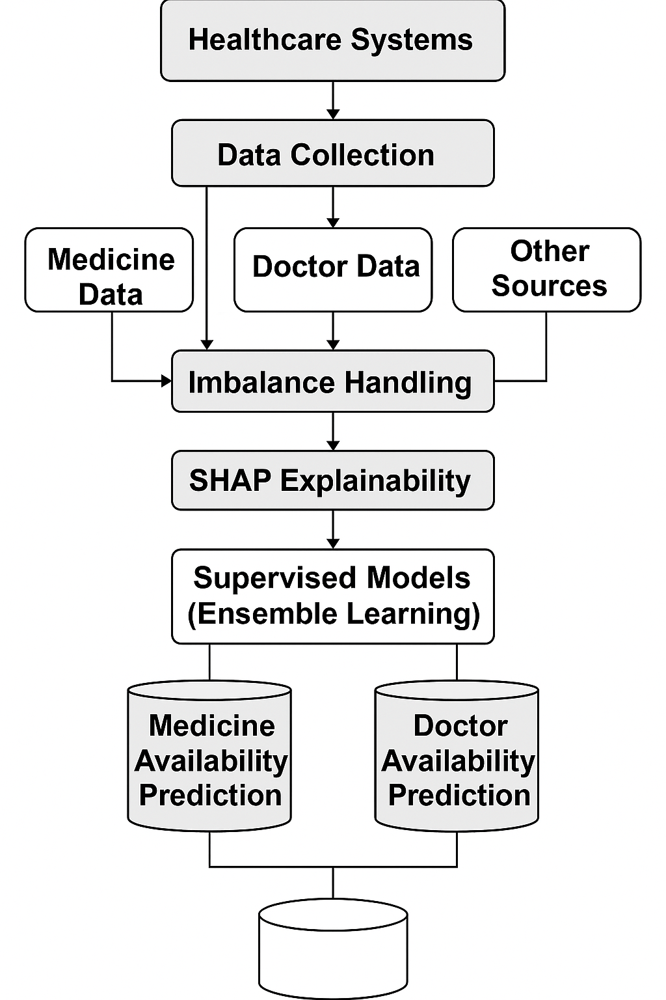 Healthcare Systems
Data Collection
Medicine
Data
Doctor Data
Other
Sources
Imbalance Handling
SHAP Explainability
Supervised Models
(Ensemble Learning)
Medicine
Availability
Prediction
Doctor
Availability
Prediction